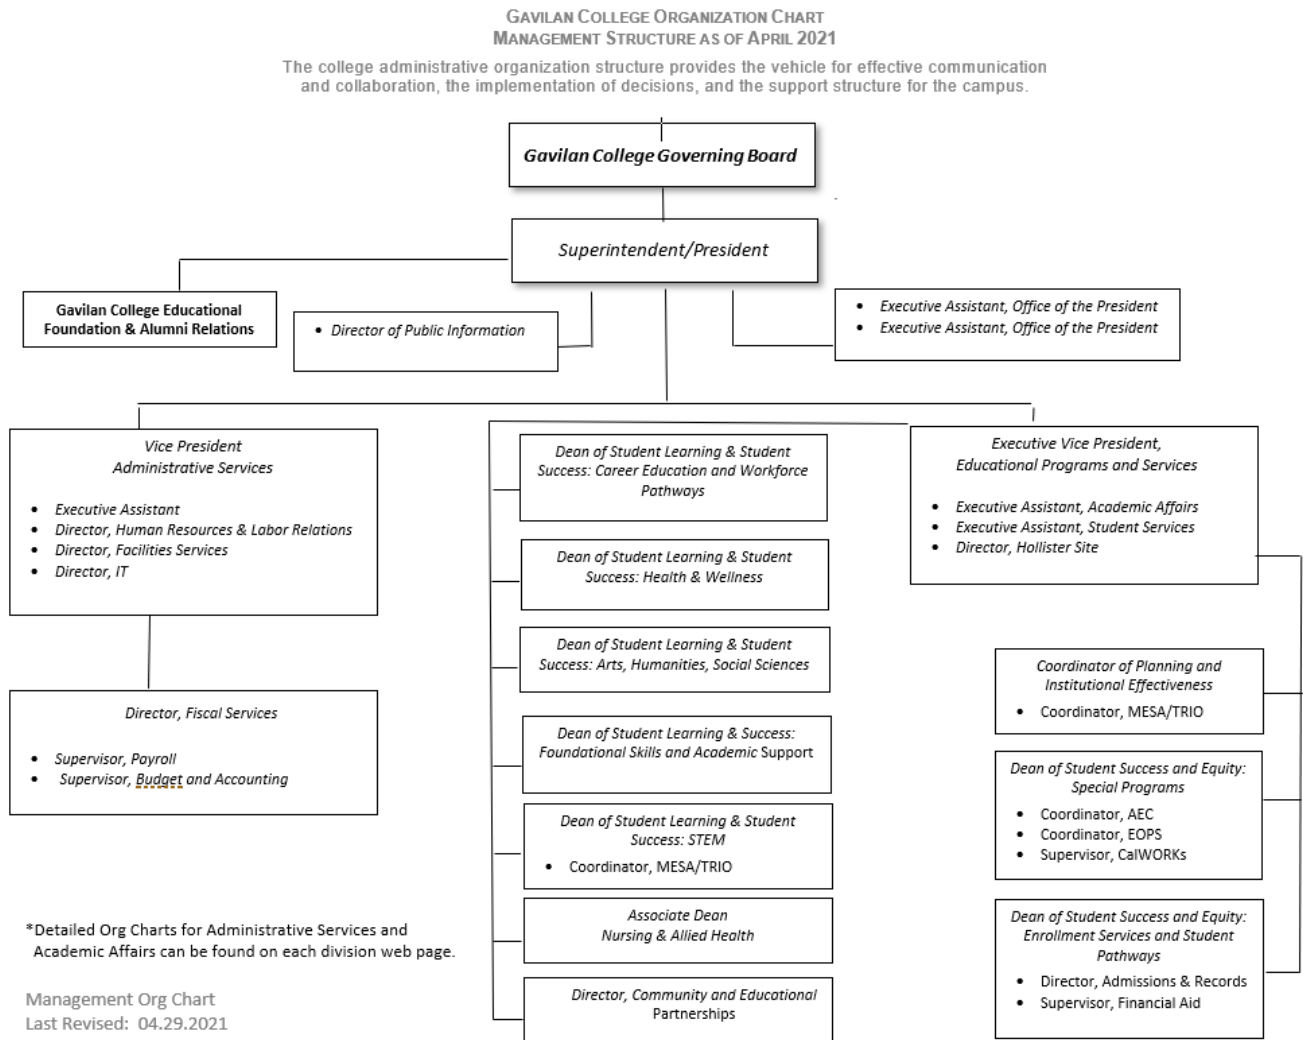 GAVILAN COLLEGE ORGANIZATION CHART
MANAGEMENT STRUCTURE AS OF APRIL 2021
The college administrative organization structure provides the vehicle for effective communication
and collaboration, the implementation of decisions, and the support structure for the campus.
Gavilan College Governing Board
Superintendent/President
Gavilan College Educational
Foundation & Alumni Relations
• Director of Public Information
• Executive Assistant, Office of the President
• Executive Assistant, Office of the President
Vice President
Administrative Services
• Executive Assistant
• Director, Human Resources & Labor Relations
• Director, Facilities Services
• Director, IT
Director, Fiscal Services
• Supervisor, Payroll
• Supervisor, Budget and Accounting
Dean of Student Learning & Student
Success: Career Education and Workforce
Pathways
Dean of Student Learning & Student
Success: Health & Wellness
Dean of Student Learning & Student
Success: Arts, Humanities, Social Sciences
Dean of Student Learning & Success:
Foundational Skills and Academic Support
Dean of Student Learning & Student
Success: STEM
• Coordinator, MESA/TRIO
Associate Dean
Nursing & Allied Health
Director, Community and Educational
Partnerships
Executive Vice President,
Educational Programs and Services
• Executive Assistant, Academic Affairs
• Executive Assistant, Student Services
• Director, Hollister Site
Coordinator of Planning and
Institutional Effectiveness
• Coordinator, MESA/TRIO
Dean of Student Success and Equity:
Special Programs
• Coordinator, AEC
• Coordinator, EOPS
• Supervisor, CalWORKs
Dean of Student Success and Equity:
Enrollment Services and Student
Pathways
• Director, Admissions & Records
• Supervisor, Financial Aid
*Detailed Org Charts for Administrative Services and
Academic Affairs can be found on each division web page.
Management Org Chart
Last Revised: 04.29.2021